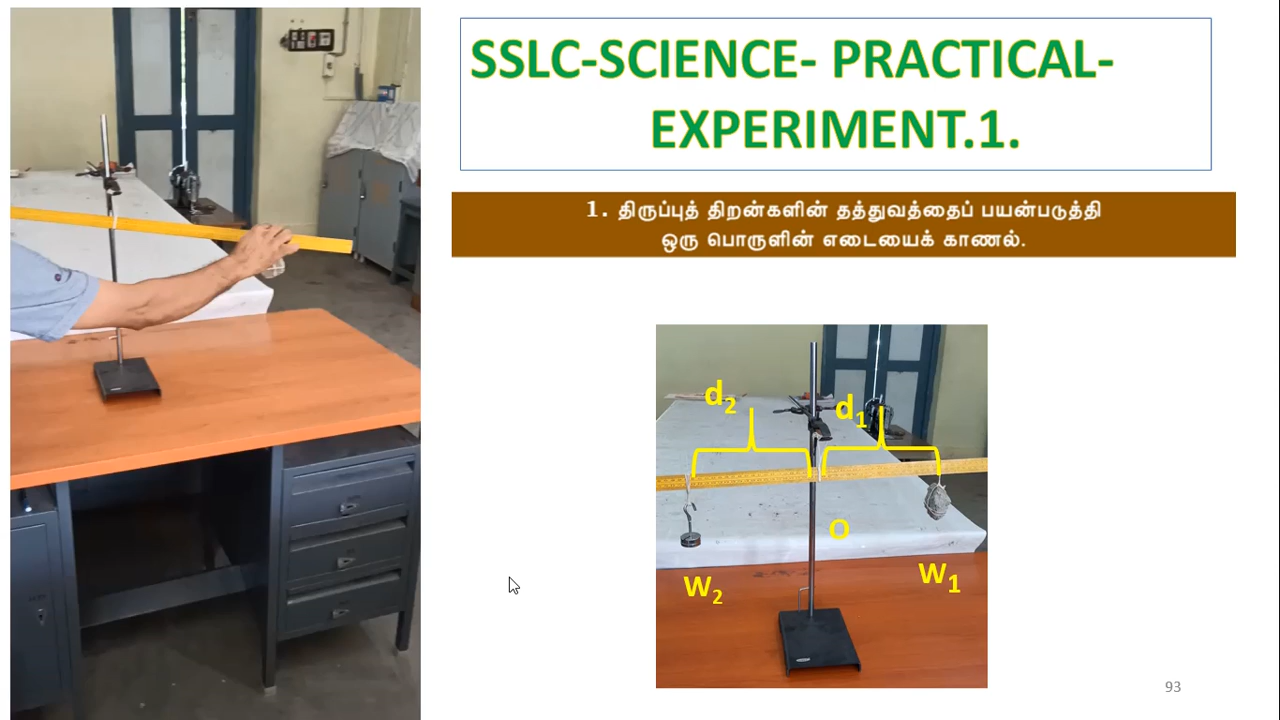 SSLC-SCIENCE- PRACTICAL-
EXPERIMENT.1.
1. திருப்புத் திறன்களின் தத்துவத்தைப் பயன்படுத்தி
ஒரு பொருளின் எடையைக் காணல்.
d₂
d₁
O
W₂
W₁
93